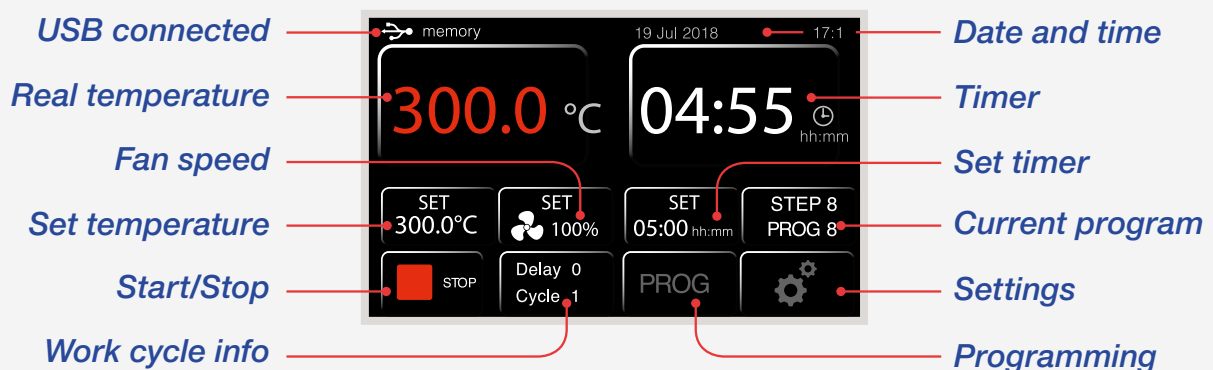 USB connected
Real temperature
Fan speed
Set temperature
Start/Stop
Work cycle info
memory
19 Jul 2018
17:1
300.0 °C
04:55
hh:mm
SET
300.0°C
SET
100%
SET
05:00 hh:mm
STEP 8
PROG 8
STOP
Delay 0
Cycle 1
PROG
Date and time
Timer
Set timer
Current program
Settings
Programming